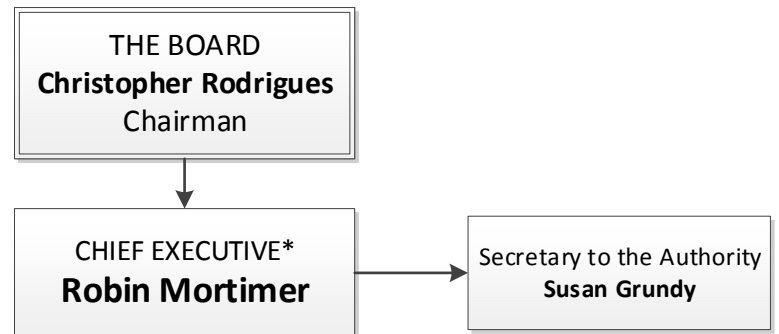 THE BOARD
Christopher Rodrigues
Chairman
CHIEF EXECUTIVE*
Robin Mortimer
Secretary to the Authority
Susan Grundy